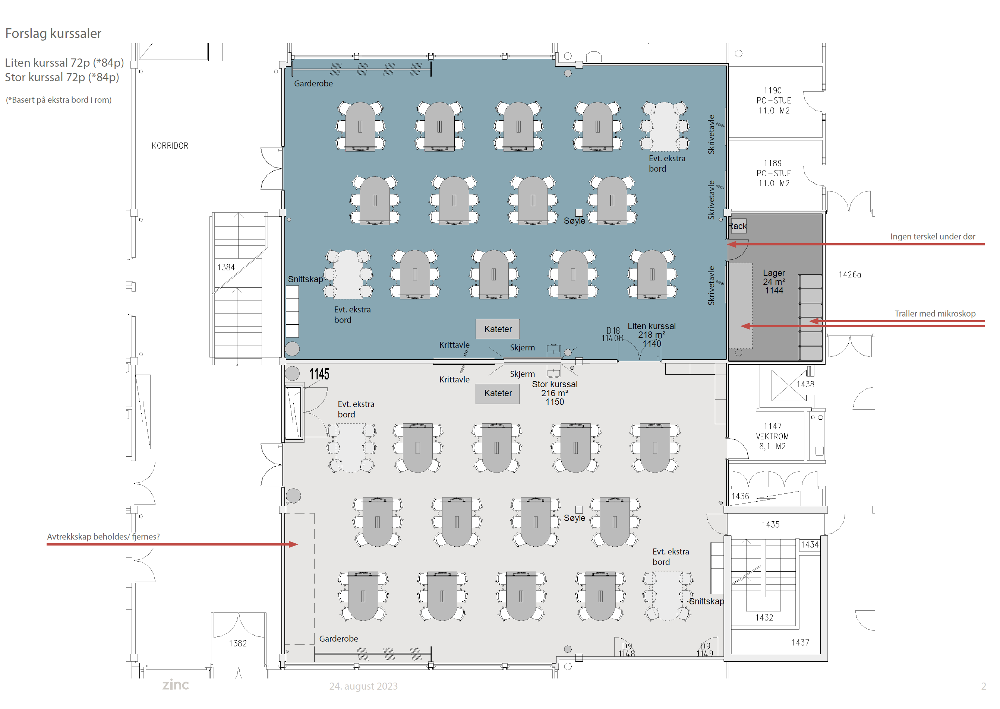 Forslag kurssaler
Liten kurssal 72p (*84p)
Stor kurssal 72p (*84p)
(*Basert på ekstra bord i rom)
Garderobe
KORRIDOR
1190
PC-STUE
11.0 M2
Skrivetavle
Evt. ekstra
bord
1189
PC-STUE
11.0 M2
Skrivetavle
Søyle
Rack
Ingen terskel under dør
1384
Snittskap
Skrivetavle
Lager
24 m²
1144
1426a
Evt. ekstra
bord
Traller med mikroskop
Kateter
D18
1140B
Liten kurssal
218 m²
1140
Krittavle
Skjerm
1145
Krittavle
Skjerm
Kateter
Stor kurssal
216 m²
1150
1438
Evt. ekstra
bord
1147
VEKTROM
8,1 M2
1436
Søyle
1435
Avtrekkskap beholdes/ fjernes?
1434
Evt. ekstra
bord
Snittskap
1432
Garderobe
1382
D9
1148
D9
1149
1437
zinc
24. august 2023
2